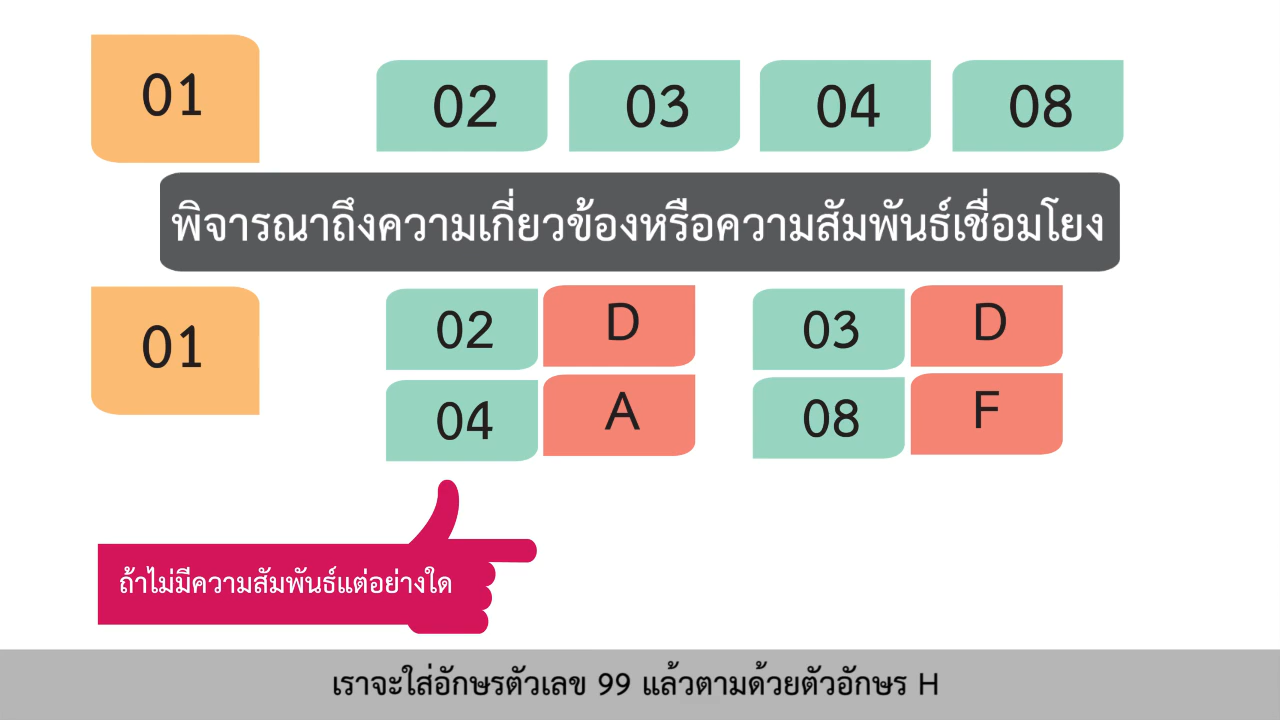 01 02 03 04 08
พิจารณาถึงความเกี่ยวข้องหรือความสัมพันธ์เชื่อมโยง
01 02 D 03 D
04 A 08 F
ถ้าไม่มีความสัมพันธ์แต่อย่างใด
เราจะใส่อักษรตัวเลข 99 แล้วตามด้วยตัวอักษร H